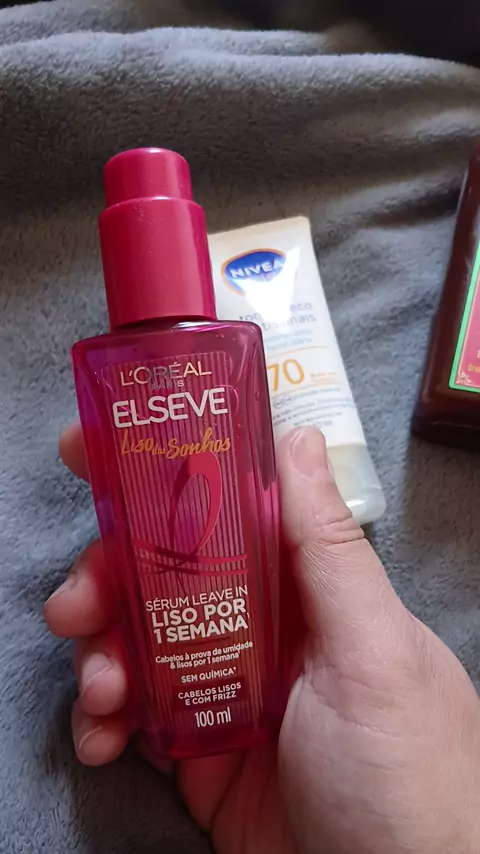 L'ORÉAL
PARIS
ELSEVE
Liso dos Sonhos
SÉRUM LEAVE IN
LISO POR
1 SEMANA
Cabelos à prova de umidade
& lisos por 1 semana*
SEM QUÍMICA*
CABELOS LISOS
E COM FRIZZ
100 ml
NIVEA
70